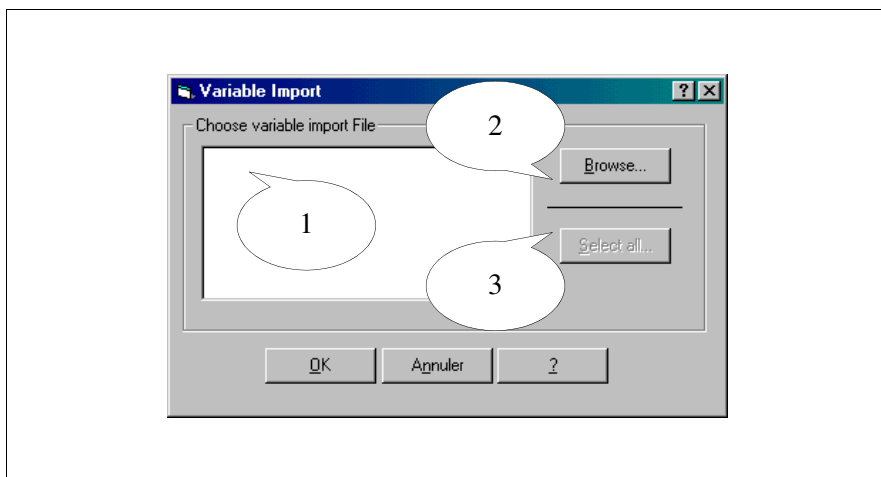 Variable Import
Choose variable import File
2
Browse...
1
Select all...
3
OK
Annuler
?